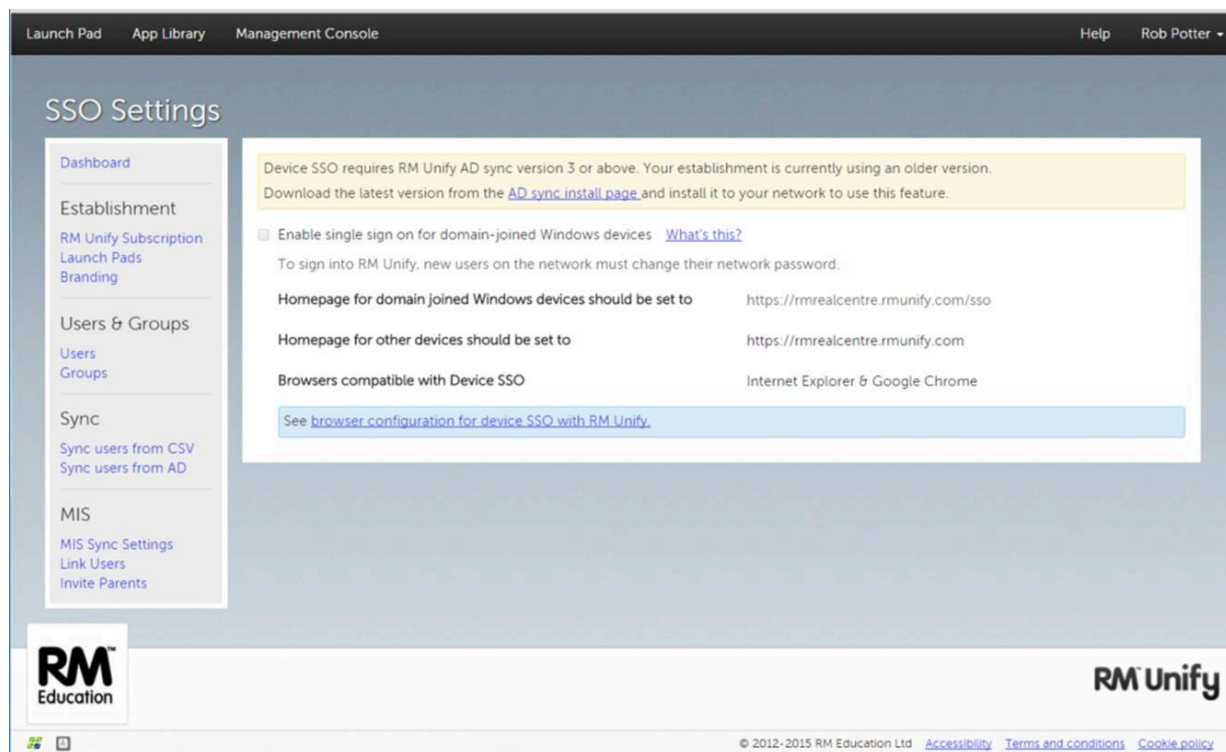 Launch Pad App Library Management Console Help Rob Potter
SSO Settings
Dashboard
Establishment
RM Unify Subscription
Launch Pads
Branding
Users & Groups
Users
Groups
Sync
Sync users from CSV
Sync users from AD
MIS
MIS Sync Settings
Link Users
Invite Parents
Device SSO requires RM Unify AD sync version 3 or above. Your establishment is currently using an older version.
Download the latest version from the AD sync install page and install it to your network to use this feature.
Enable single sign on for domain-joined Windows devices What's this?
To sign into RM Unify, new users on the network must change their network password.
Homepage for domain joined Windows devices should be set to https://rmrealcentre.rmunify.com/sso
Homepage for other devices should be set to https://rmrealcentre.rmunify.com
Browsers compatible with Device SSO Internet Explorer & Google Chrome
See browser configuration for device SSO with RM Unify.
RM™
Education
RM Unify
© 2012-2015 RM Education Ltd Accessibility Terms and conditions Cookie policy